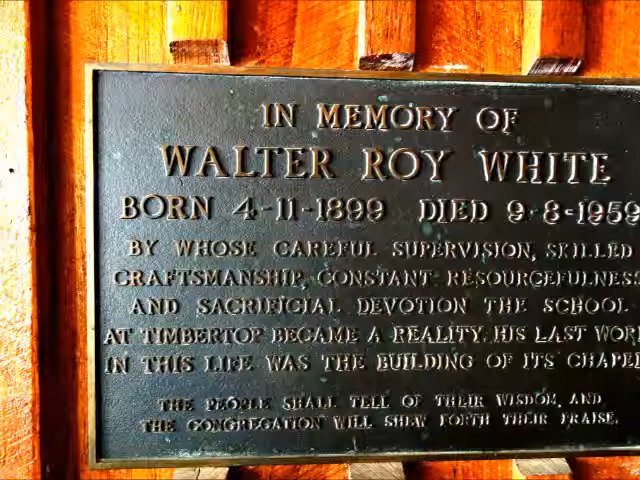 IN MEMORY OF
WALTER ROY WHITE
BORN 4-11-1899 DIED 9-8-1959
BY WHOSE CAREFUL SUPERVISION, SKILLED
CRAFTSMANSHIP, CONSTANT RESOURCEFULNESS
AND SACRIFICIAL DEVOTION THE SCHOOL
AT TIMBERTOP BECAME A REALITY. HIS LAST WORK
IN THIS LIFE WAS THE BUILDING OF ITS CHAPEL
THE PEOPLE SHALL TELL OF THEIR WISDOM, AND
THE CONGREGATION WILL SHEW FORTH THEIR PRAISE.